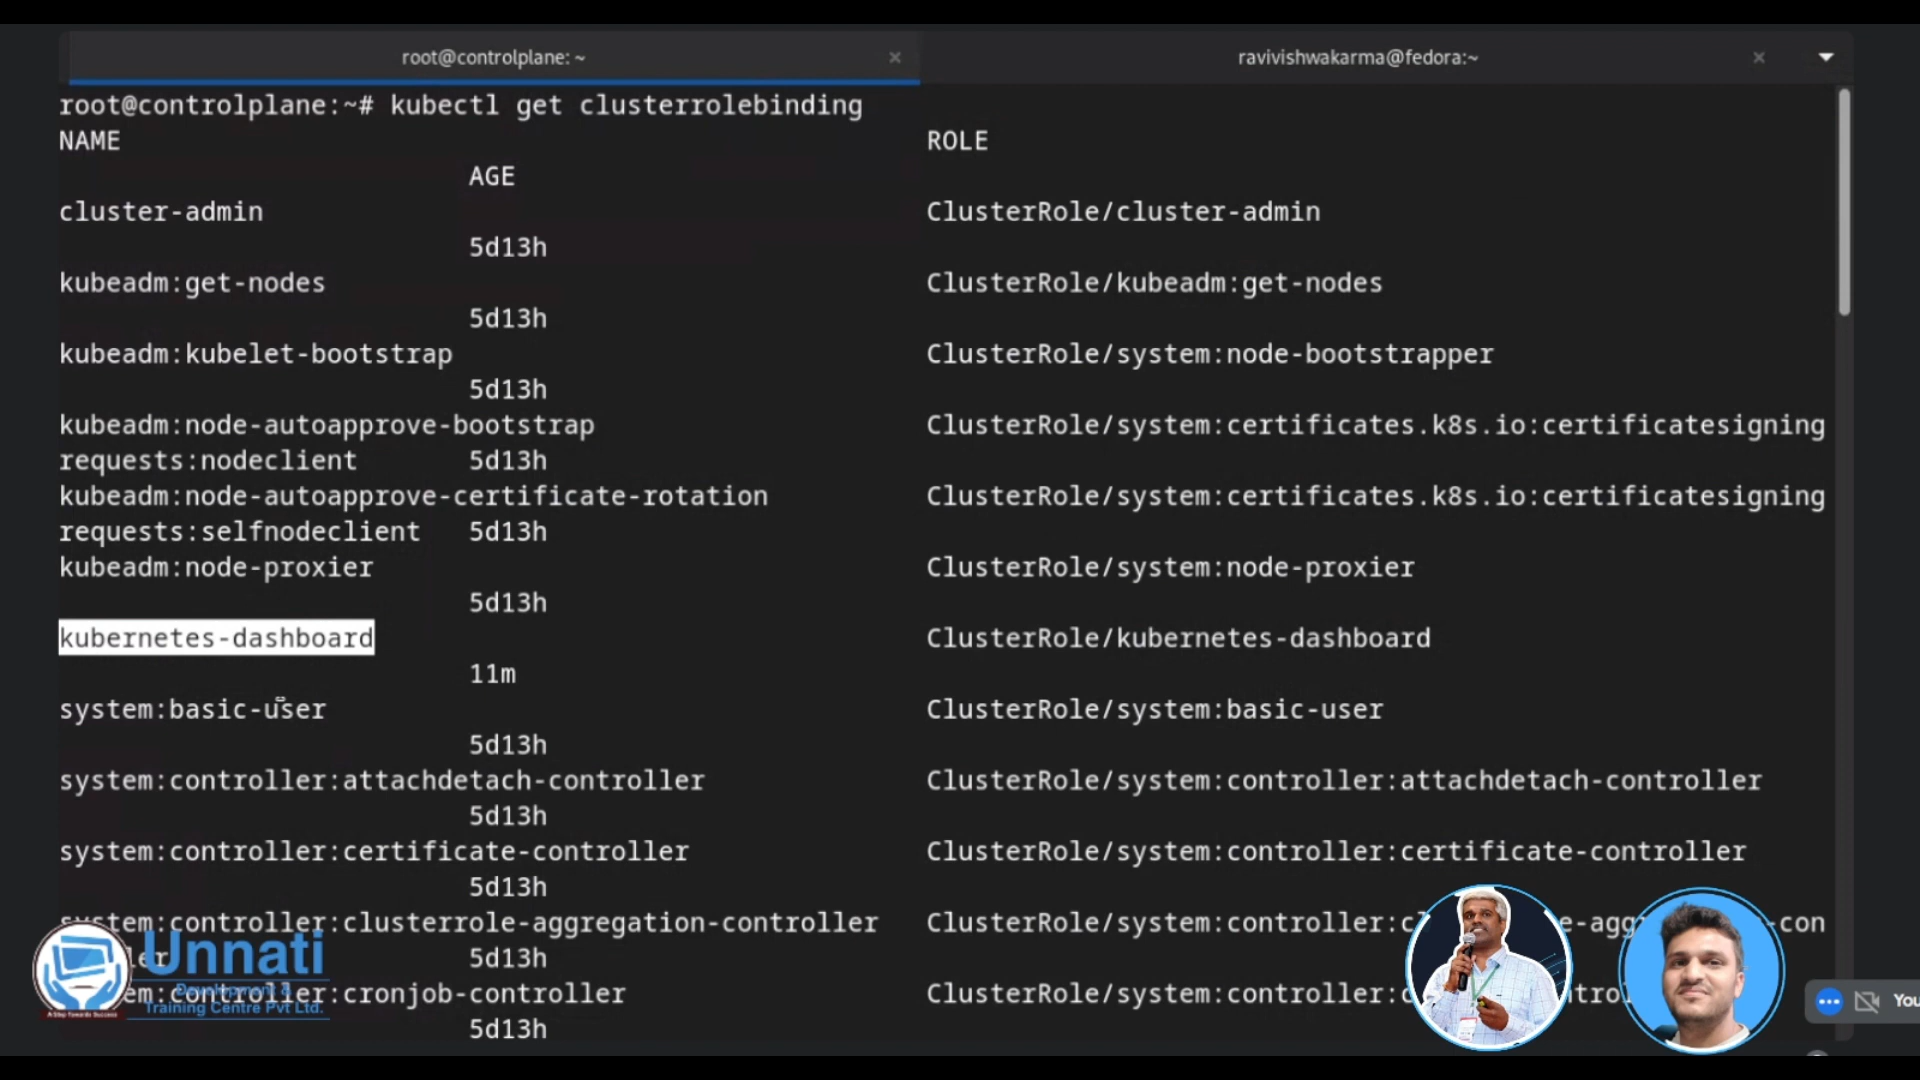 root@controlplane: ~
ravivishwakarma@fedora:~
root@controlplane:~# kubectl get clusterrolebinding
NAME ROLE
AGE
cluster-admin ClusterRole/cluster-admin
5d13h
kubeadm:get-nodes ClusterRole/kubeadm:get-nodes
5d13h
kubeadm:kubelet-bootstrap ClusterRole/system:node-bootstrapper
5d13h
kubeadm:node-autoapprove-bootstrap ClusterRole/system:certificates.k8s.io:certificatesigning
requests:nodeclient 5d13h
kubeadm:node-autoapprove-certificate-rotation ClusterRole/system:certificates.k8s.io:certificatesigning
requests:selfnodeclient 5d13h
kubeadm:node-proxier ClusterRole/system:node-proxier
5d13h
kubernetes-dashboard ClusterRole/kubernetes-dashboard
11m
system:basic-user ClusterRole/system:basic-user
5d13h
system:controller:attachdetach-controller ClusterRole/system:controller:attachdetach-controller
5d13h
system:controller:certificate-controller ClusterRole/system:controller:certificate-controller
5d13h
system:controller:clusterrole-aggregation-controller ClusterRole/system:controller:
5d13h
:controller:cronjob-controller ClusterRole/system:controller:
5d13h
Unnati
Development &
Training Centre Pvt Ltd.
A Step Towards Success
You